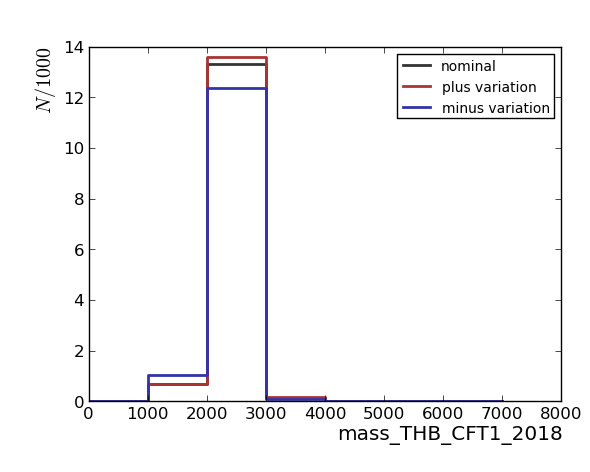 N/1000
14
12
10
8
6
4
2
0
nominal
plus variation
minus variation
0 1000 2000 3000 4000 5000 6000 7000 8000
mass_THB_CFT1_2018